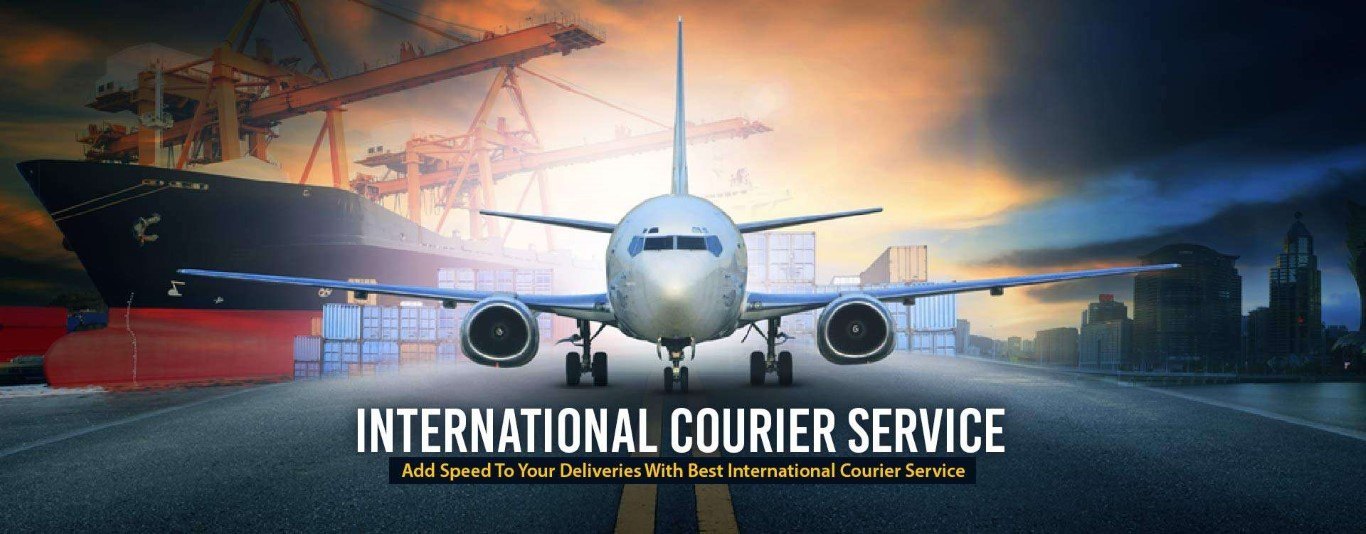 INTERNATIONAL COURIER SERVICE
Add Speed To Your Deliveries With Best International Courier Service